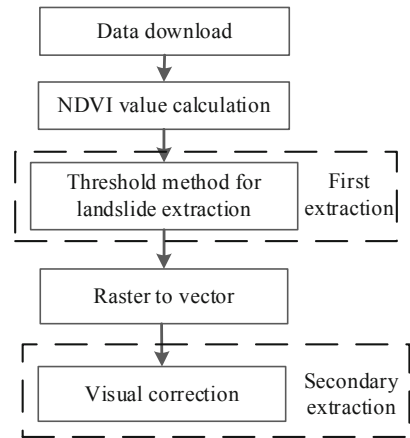 Data download
NDVI value calculation
Threshold method for
landslide extraction
First
extraction
Raster to vector
Visual correction
Secondary
extraction